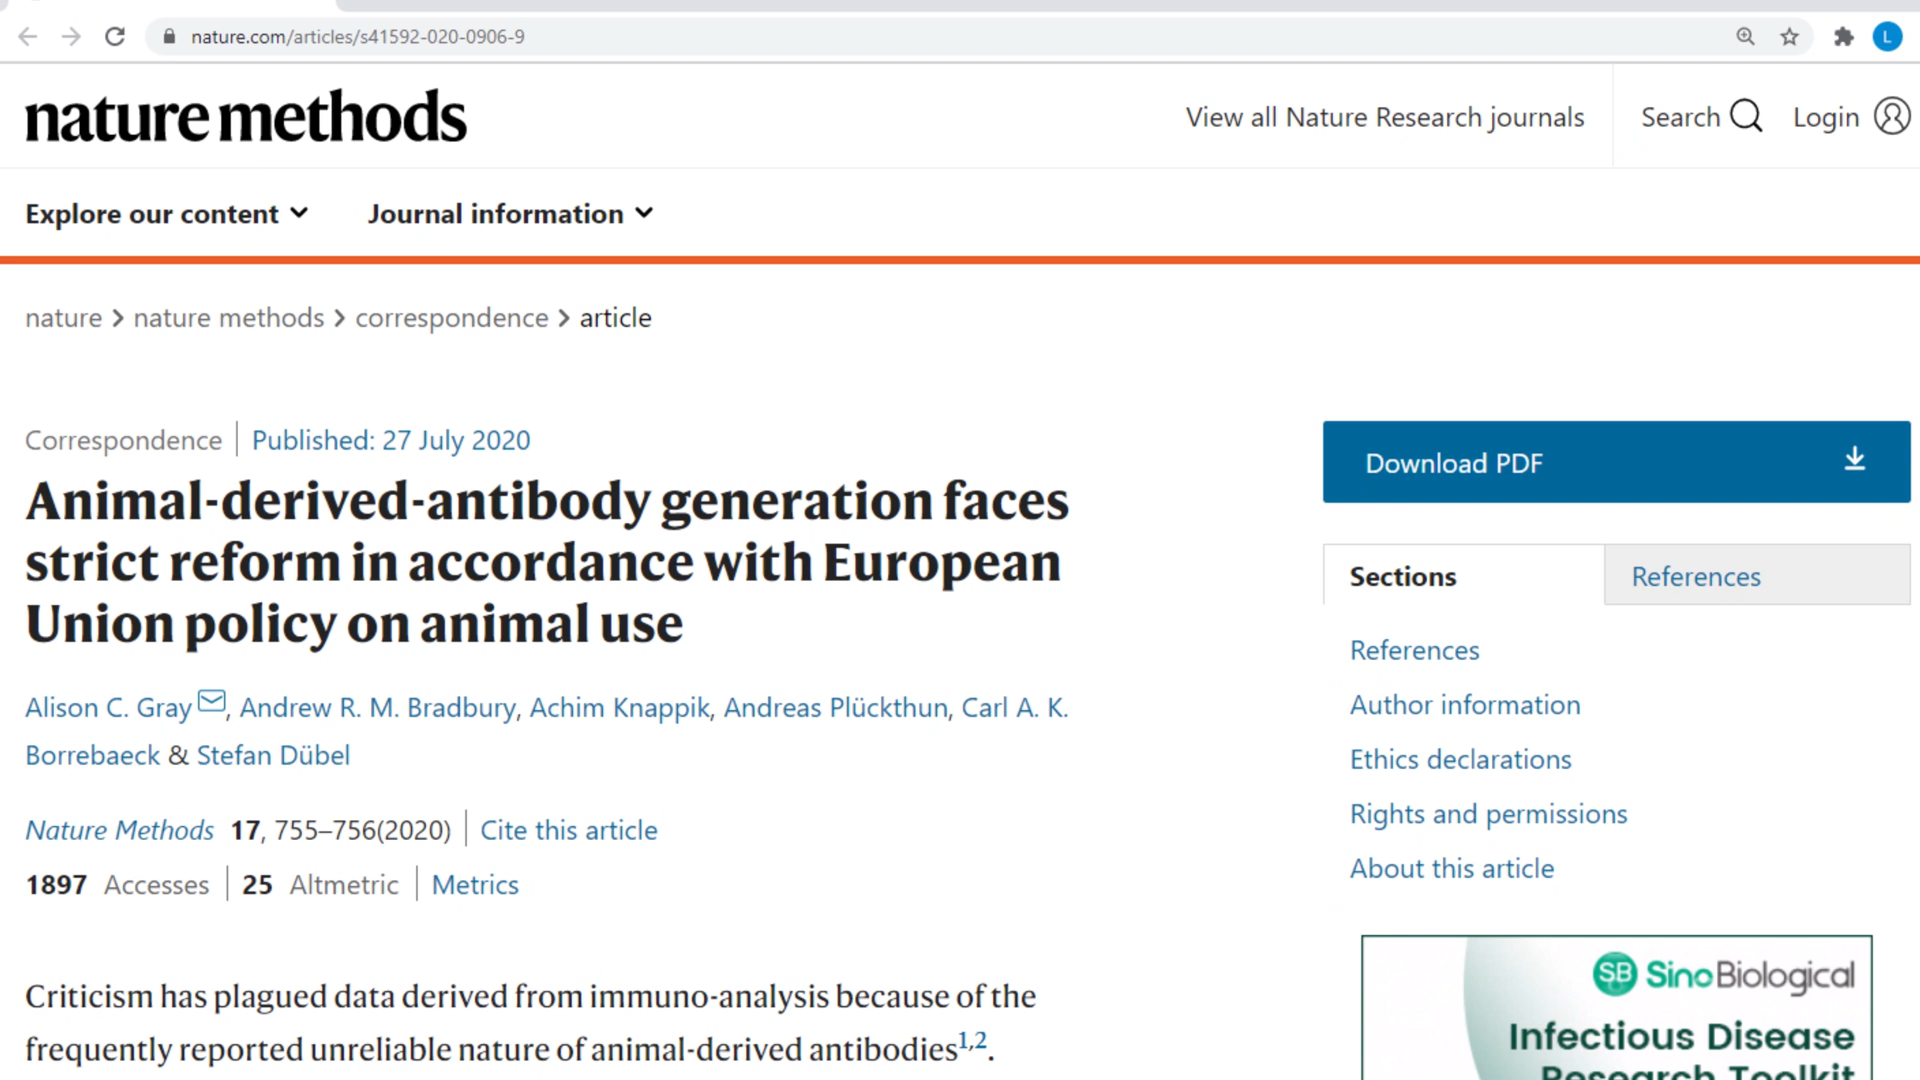 nature.com/articles/s41592-020-0906-9
L
nature methods
View all Nature Research journals
Search
Login
Explore our content
Journal information
nature > nature methods > correspondence > article
Correspondence | Published: 27 July 2020
Animal-derived-antibody generation faces
strict reform in accordance with European
Union policy on animal use
Alison C. Gray, Andrew R. M. Bradbury, Achim Knappik, Andreas Plückthun, Carl A. K.
Borrebaeck & Stefan Dübel
Nature Methods 17, 755–756(2020) | Cite this article
1897 Accesses | 25 Altmetric | Metrics
Criticism has plagued data derived from immuno-analysis because of the
frequently reported unreliable nature of animal-derived antibodies1,2.
Download PDF
Sections
References
References
Author information
Ethics declarations
Rights and permissions
About this article
SB SinoBiological
Infectious Disease
Research Toolkit